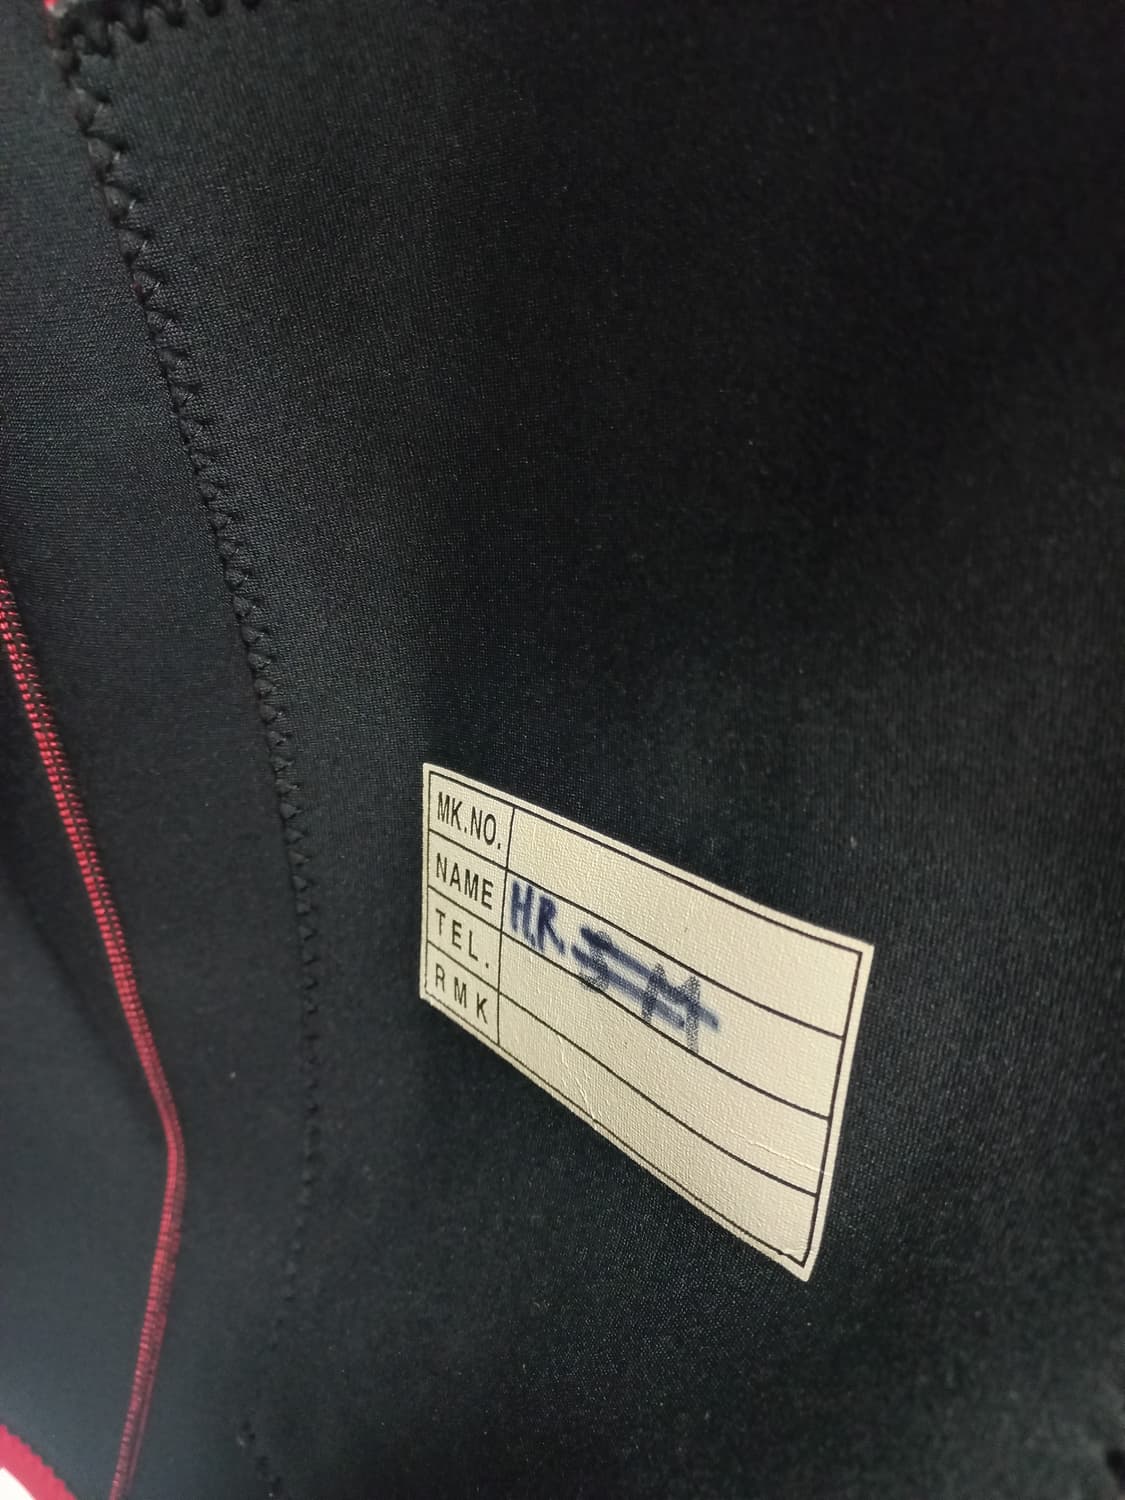 MK.NO.
NAME H.R. S M
TEL.
RMK